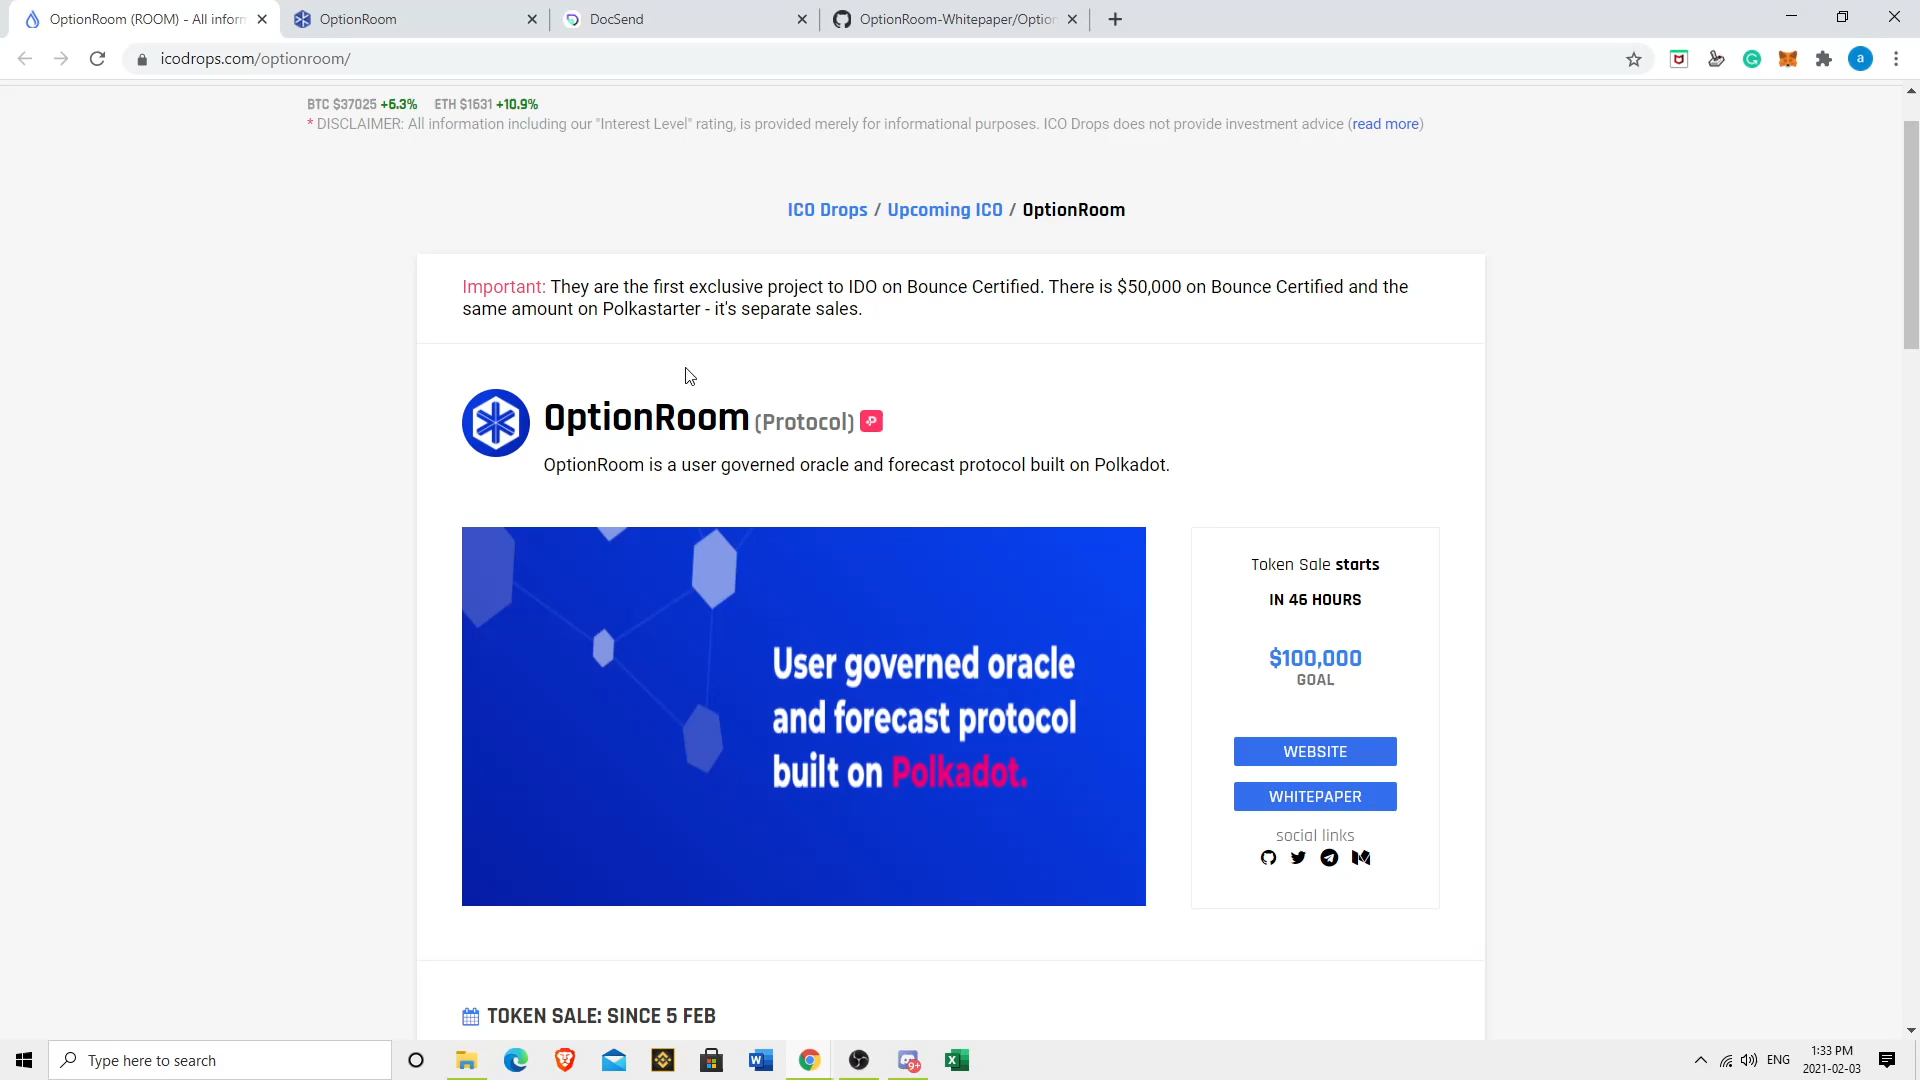 OptionRoom (ROOM) - All inforn
OptionRoom
DocSend
OptionRoom-Whitepaper/Option
icodrops.com/optionroom/
a
BTC $37025 +6.3% ETH $1631 +10.9%
* DISCLAIMER: All information including our "Interest Level" rating, is provided merely for informational purposes. ICO Drops does not provide investment advice (read more)
ICO Drops / Upcoming ICO / OptionRoom
Important: They are the first exclusive project to IDO on Bounce Certified. There is $50,000 on Bounce Certified and the
same amount on Polkastarter - it's separate sales.
OptionRoom (Protocol)
OptionRoom is a user governed oracle and forecast protocol built on Polkadot.
User governed oracle
and forecast protocol
built on Polkadot.
Token Sale starts
IN 46 HOURS
$100,000
GOAL
WEBSITE
WHITEPAPER
social links
TOKEN SALE: SINCE 5 FEB
Type here to search
9+
ENG
1:33 PM
2021-02-03